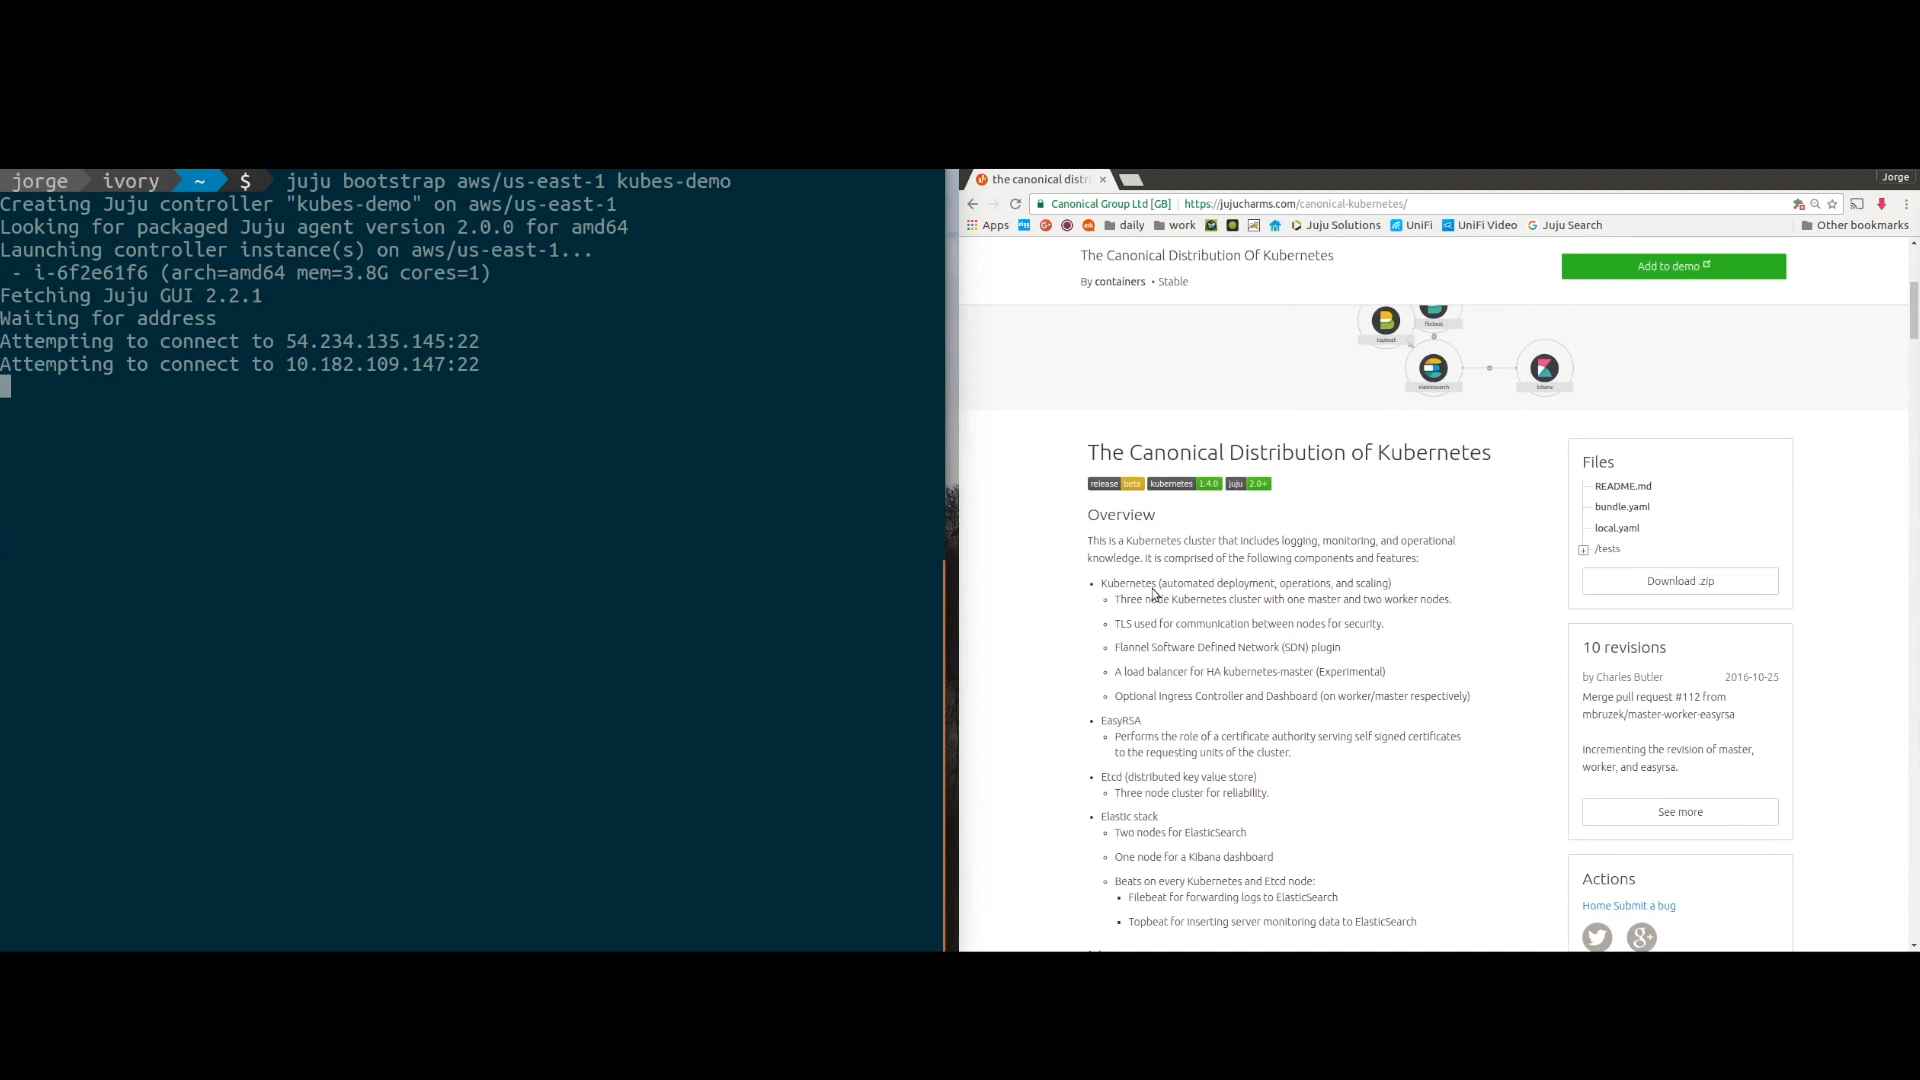 jorge ivory ~ $ juju bootstrap aws/us-east-1 kubes-demo
Creating Juju controller "kubes-demo" on aws/us-east-1
Looking for packaged Juju agent version 2.0.0 for amd64
Launching controller instance(s) on aws/us-east-1...
- i-6f2e61f6 (arch=amd64 mem=3.8G cores=1)
Fetching Juju GUI 2.2.1
Waiting for address
Attempting to connect to 54.234.135.145:22
Attempting to connect to 10.182.109.147:22
the canonical distri
Jorge
Canonical Group Ltd [GB] https://jujucharms.com/canonical-kubernetes/
Apps daily work Juju Solutions UniFi UniFi Video Juju Search Other bookmarks
The Canonical Distribution Of Kubernetes
By containers • Stable
Add to demo
filebeat
topbeat
elasticsearch
kibana
The Canonical Distribution of Kubernetes
release beta kubernetes 1.4.0 juju 2.0+
Overview
This is a Kubernetes cluster that includes logging, monitoring, and operational
knowledge. It is comprised of the following components and features:
Kubernetes (automated deployment, operations, and scaling)
Three node Kubernetes cluster with one master and two worker nodes.
TLS used for communication between nodes for security.
Flannel Software Defined Network (SDN) plugin
A load balancer for HA kubernetes-master (Experimental)
Optional Ingress Controller and Dashboard (on worker/master respectively)
EasyRSA
Performs the role of a certificate authority serving self signed certificates
to the requesting units of the cluster.
Etcd (distributed key value store)
Three node cluster for reliability.
Elastic stack
Two nodes for ElasticSearch
One node for a Kibana dashboard
Beats on every Kubernetes and Etcd node:
Filebeat for forwarding logs to ElasticSearch
Topbeat for inserting server monitoring data to ElasticSearch
Files
README.md
bundle.yaml
local.yaml
/tests
Download .zip
10 revisions
by Charles Butler 2016-10-25
Merge pull request #112 from
mbruzek/master-worker-easyrsa
Incrementing the revision of master,
worker, and easyrsa.
See more
Actions
Home Submit a bug